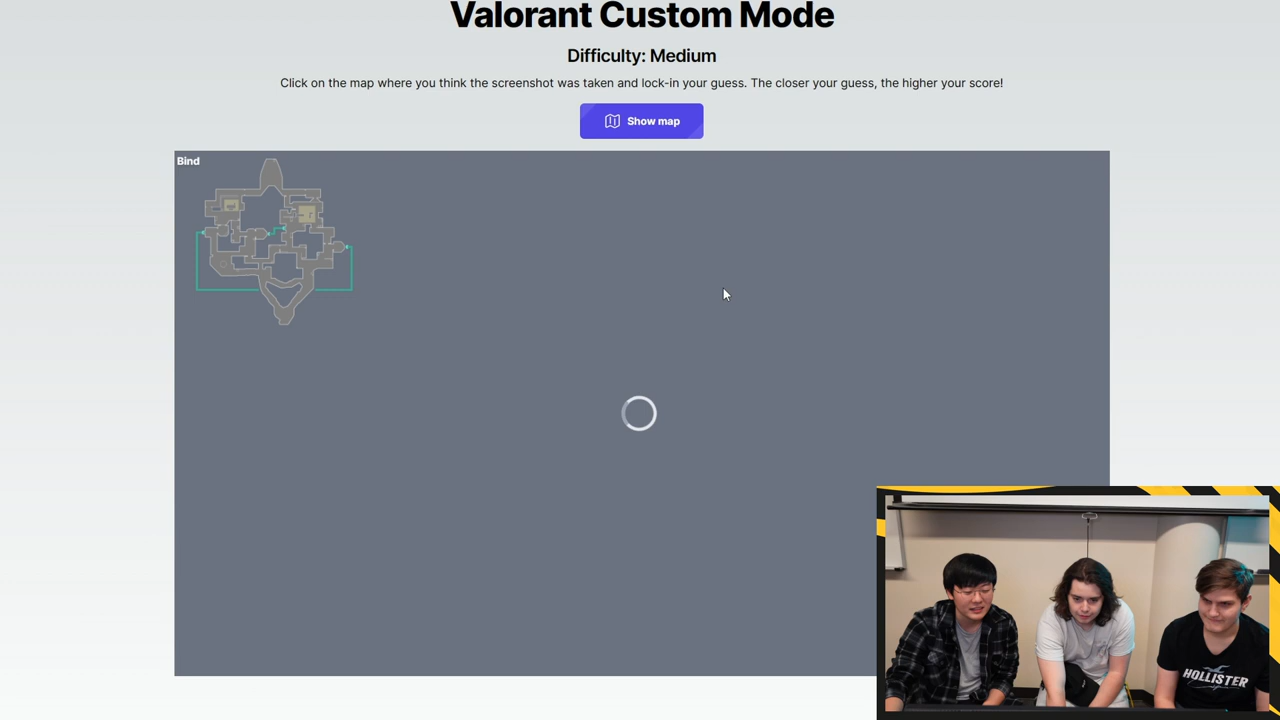 Valorant Custom Mode
Difficulty: Medium
Click on the map where you think the screenshot was taken and lock-in your guess. The closer your guess, the higher your score!
Show map
Bind
HOLLISTER